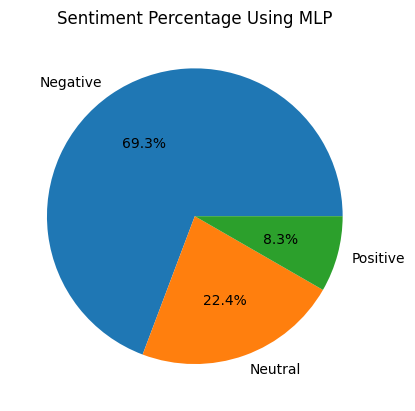 Sentiment Percentage Using MLP
Negative
69.3%
8.3%
Positive
22.4%
Neutral